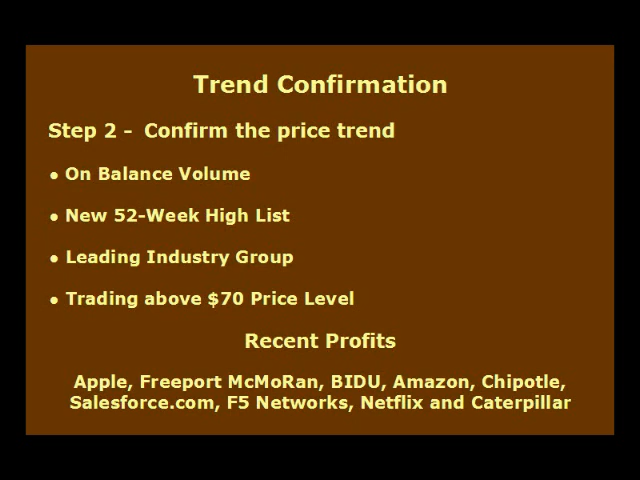 Trend Confirmation
Step 2 - Confirm the price trend
• On Balance Volume
• New 52-Week High List
• Leading Industry Group
• Trading above $70 Price Level
Recent Profits
Apple, Freeport McMoRan, BIDU, Amazon, Chipotle,
Salesforce.com, F5 Networks, Netflix and Caterpillar